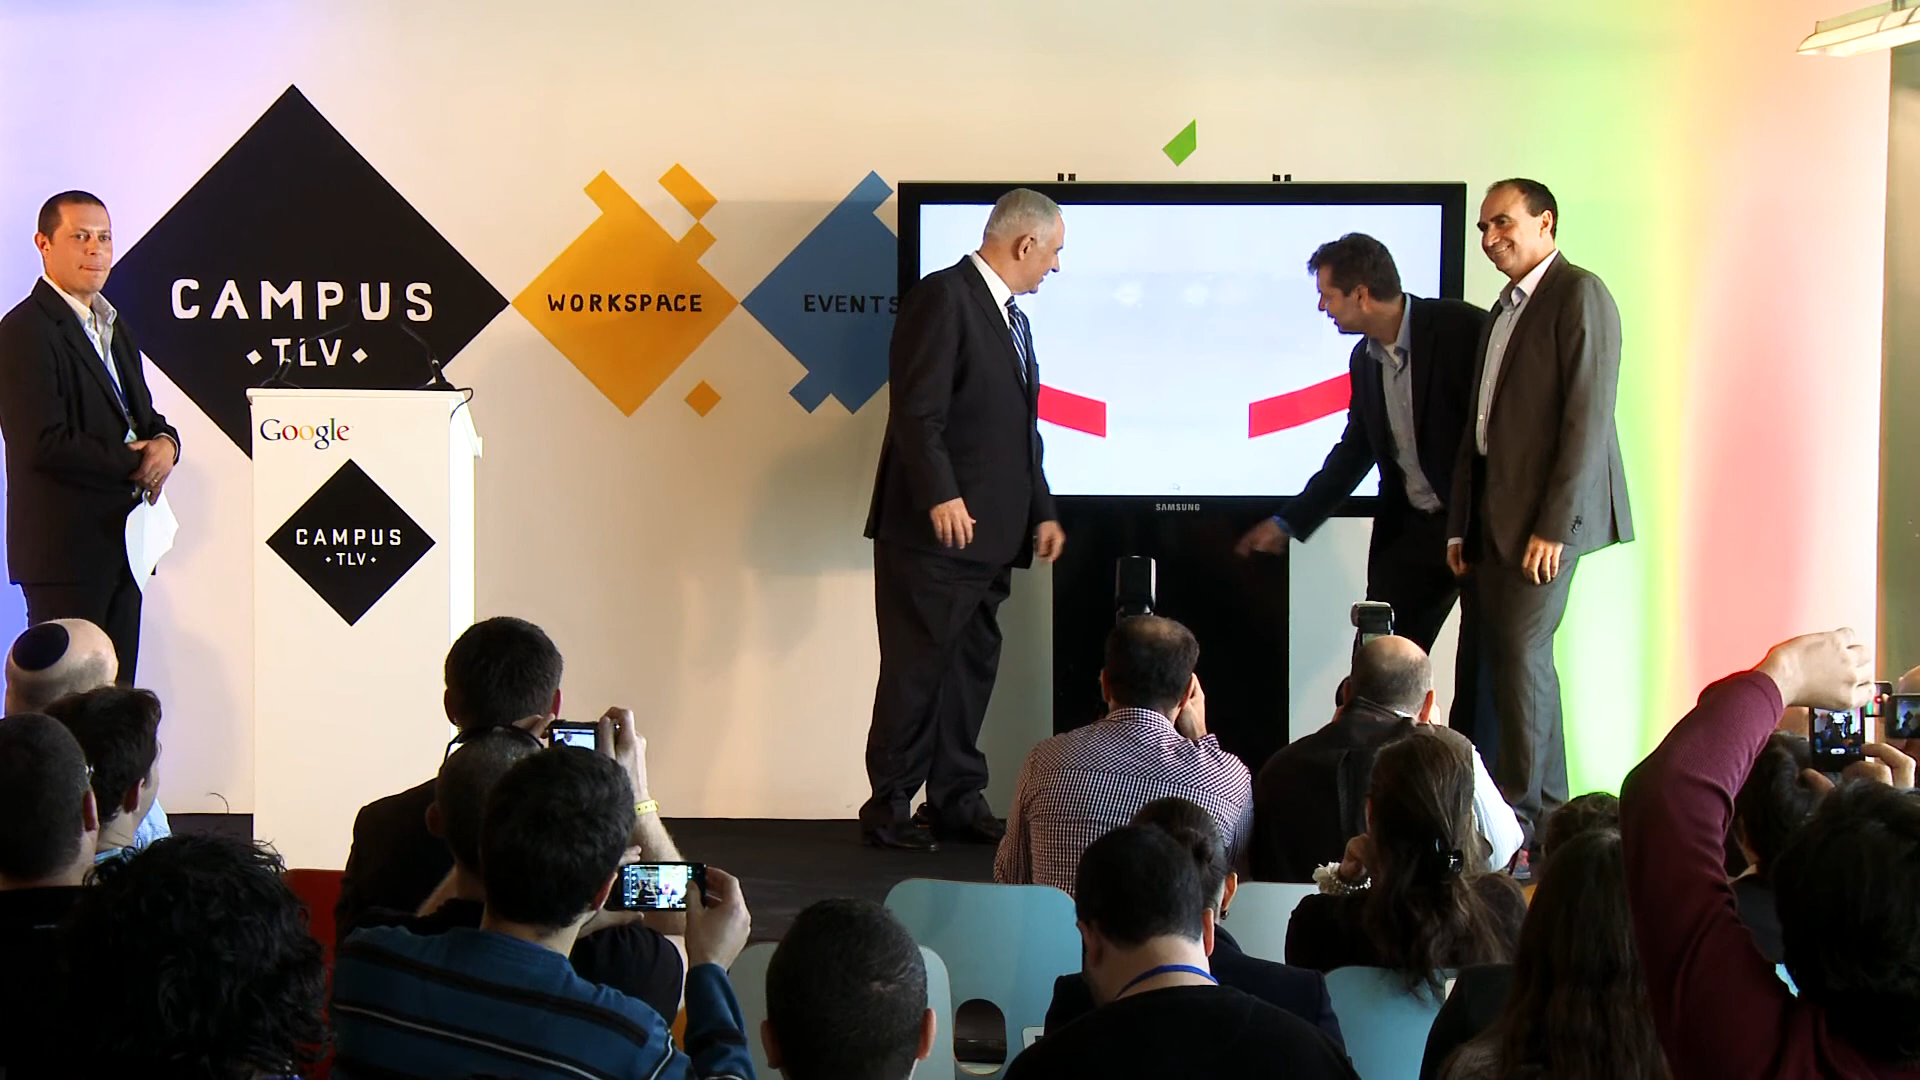 CAMPUS
TLV
WORKSPACE
EVENTS
Google
CAMPUS
TLV
SAMSUNG